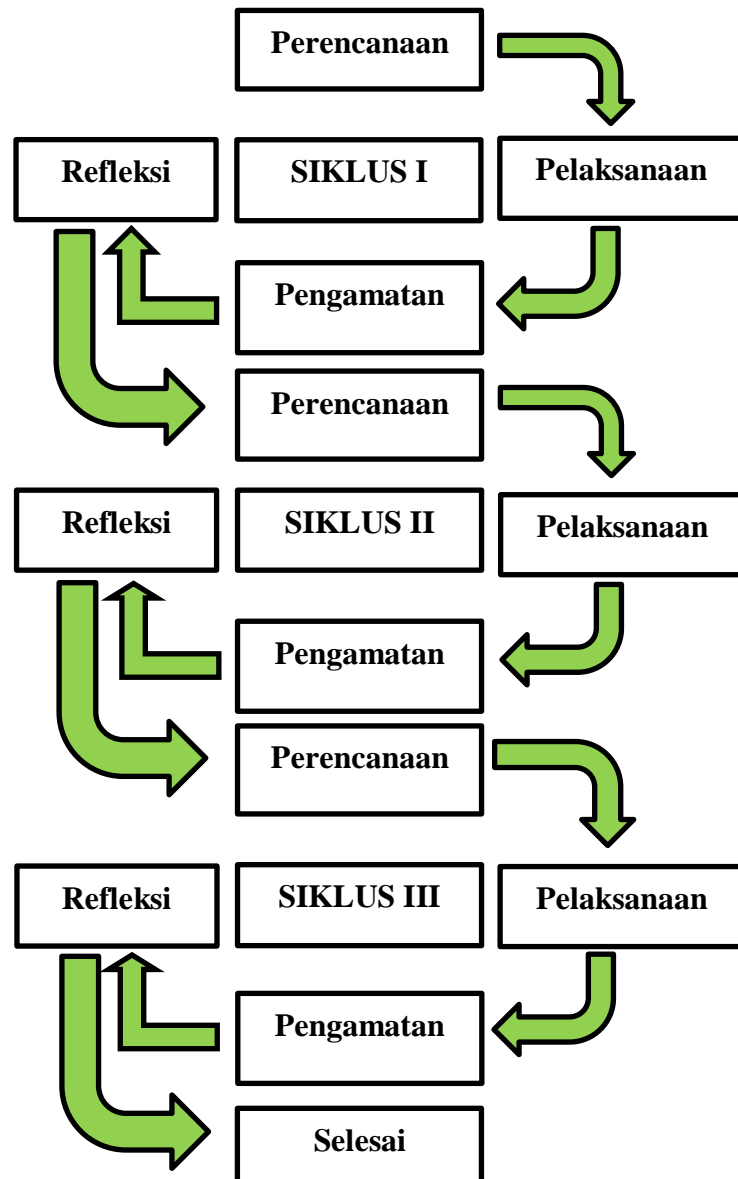 Perencanaan
Refleksi
SIKLUS I
Pelaksanaan
Pengamatan
Perencanaan
Refleksi
SIKLUS II
Pelaksanaan
Pengamatan
Perencanaan
Refleksi
SIKLUS III
Pelaksanaan
Pengamatan
Selesai